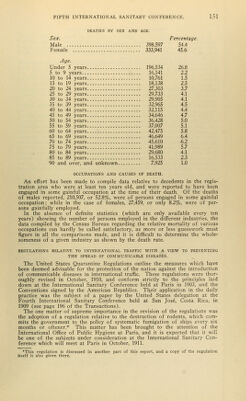 FIFTH INTERNATIONAL SANITARY CONFERENCE. 151
DEATHS BY SEX AND AGE.
Sex. Percentage.
Male 398,597 54.4
Female 333,941 45.6
Age.
Under 5 years 196,534 26.8
5 to 9 years 16,141 2.2
10 to 14 years 10,761 1.5
15 to 19 years 18,138 2.5
20 to 24 years 27,303 3.7
25 to 29 years 29,733 4.1
30 to 34 years 29,905 4.1
35 to 39 years 32,965 4.5
40 to 44 years 32,115 4.4
45 to 49 years 34,646 4.7
50 to 54 years 36,428 5.0
55 to 59 years 37,007 5.1
60 to 64 years 42,473 5.8
65 to 69 years 46,649 6.4
70 to 74 years 45,610 6.2
75 to 79 years 41,989 5.7
80 to 84 years 29,680 4.1
85 to 89 years 16,533 2.3
90 and over, and unknown 7,925 1.0
OCCUPATIONS AND CAUSES OF DEATH.
An effort has been made to compile data relative to decedents in the regis-
tration area who were at least ten years old, and were reported to have been
engaged in some gainful occupation at the time of their death. Of the deaths
of males reported, 210,507, or 52.8%, were of persons engaged in some gainful
occupation; while in the case of females, 27,459, or only 8.2%, were of per-
sons gainfully employed.
In the absence of definite statistics (which are only available every ten
years) showing the number of persons employed in the different industries, the
data compiled by the Census Bureau regarding the relative mortality of various
occupations can hardly be called satisfactory, as more or less guesswork must
figure in all the comparisons made, and it is difficult to determine the whole-
someness of a given industry as shown by the death rate.
REGULATIONS RELATIVE TO INTERNATIONAL TRAFFIC WITH A VIEW TO PREVENTING
THE SPREAD OF COMMUNICABLE DISEASES.
The United States Quarantine Regulations outline the measures which have
been deemed advisable for the protection of the nation against the introduction
of communicable diseases in international traffic. These regulations were thor-
oughly revised in October, 1910, and conform strictly to the principles laid
down at the International Sanitary Conference held at Paris in 1903, and the
Conventions signed by the American Republics. Their application in the daily
practice was the subject of a paper by the United States delegation at the
Fourth International Sanitary Conference held at San José, Costa Rica, in
1909 (see page 196 of the Transactions).
The one matter of supreme importance in the revision of the regulations was
the adoption of a regulation relative to the destruction of rodents, which com-
mits the government to the policy of systematic fumigation of ships every six
months or oftener.* This matter has been brought to the attention of the
International Office of Public Hygiene at Paris, and it is expected that it will
be one of the subjects under consideration at the International Sanitary Con-
ference which will meet at Paris in October, 1911.
*This regulation is discussed in another part of this report, and a copy of the regulation
itself is also given there.